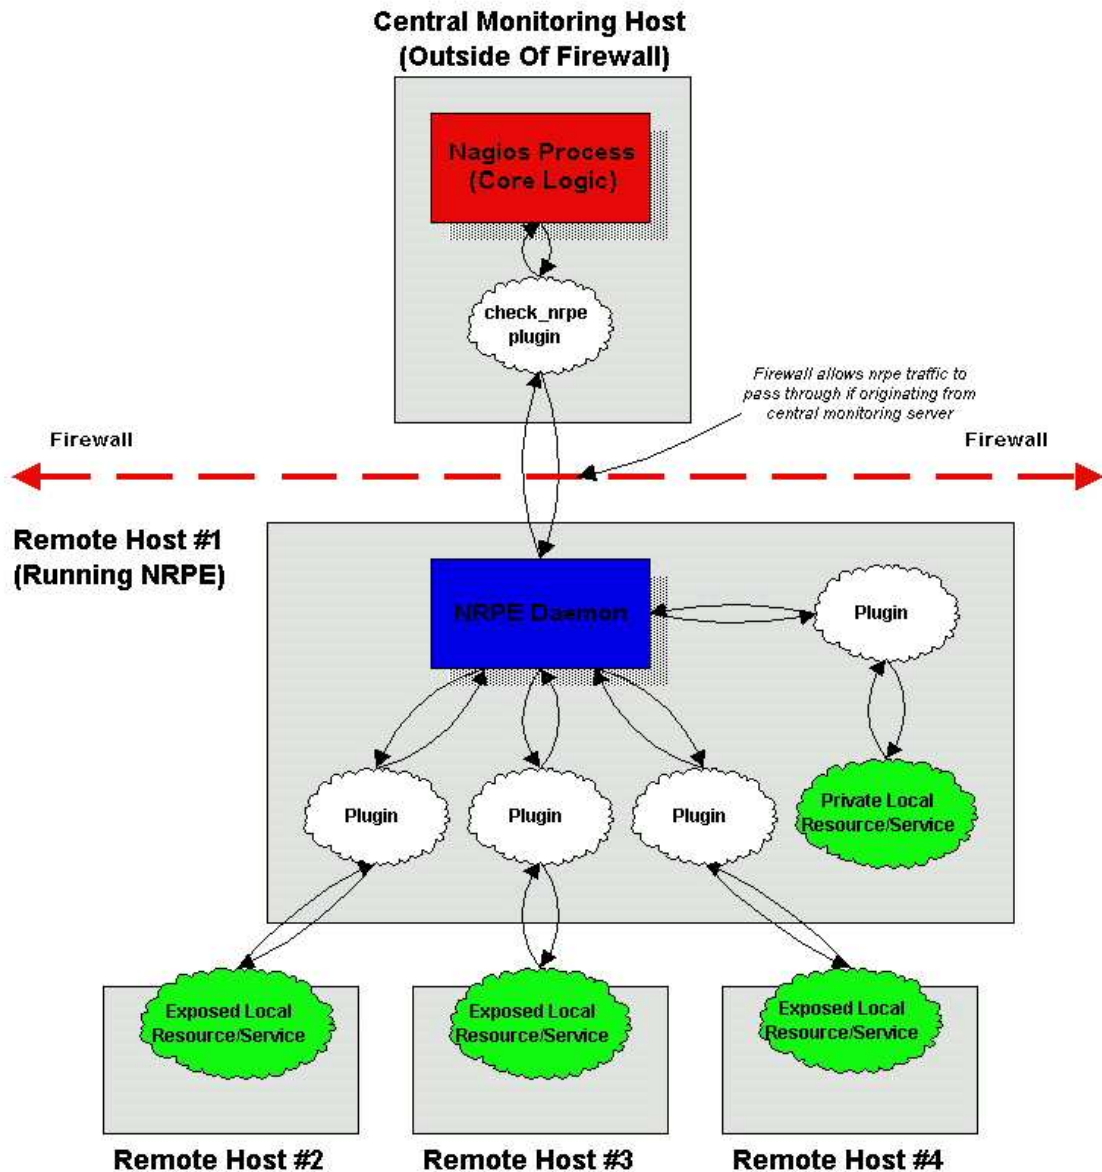 Central Monitoring Host
(Outside Of Firewall)
Nagios Process
(Core Logic)
check_nrpe
plugin
Firewall allows nrpe traffic to
pass through if originating from
central monitoring server
Firewall
Firewall
Remote Host #1
(Running NRPE)
NRPE Daemon
Plugin
Plugin
Plugin
Plugin
Private Local
Resource/Service
Exposed Local
Resource/Service
Exposed Local
Resource/Service
Exposed Local
Resource/Service
Remote Host #2
Remote Host #3
Remote Host #4